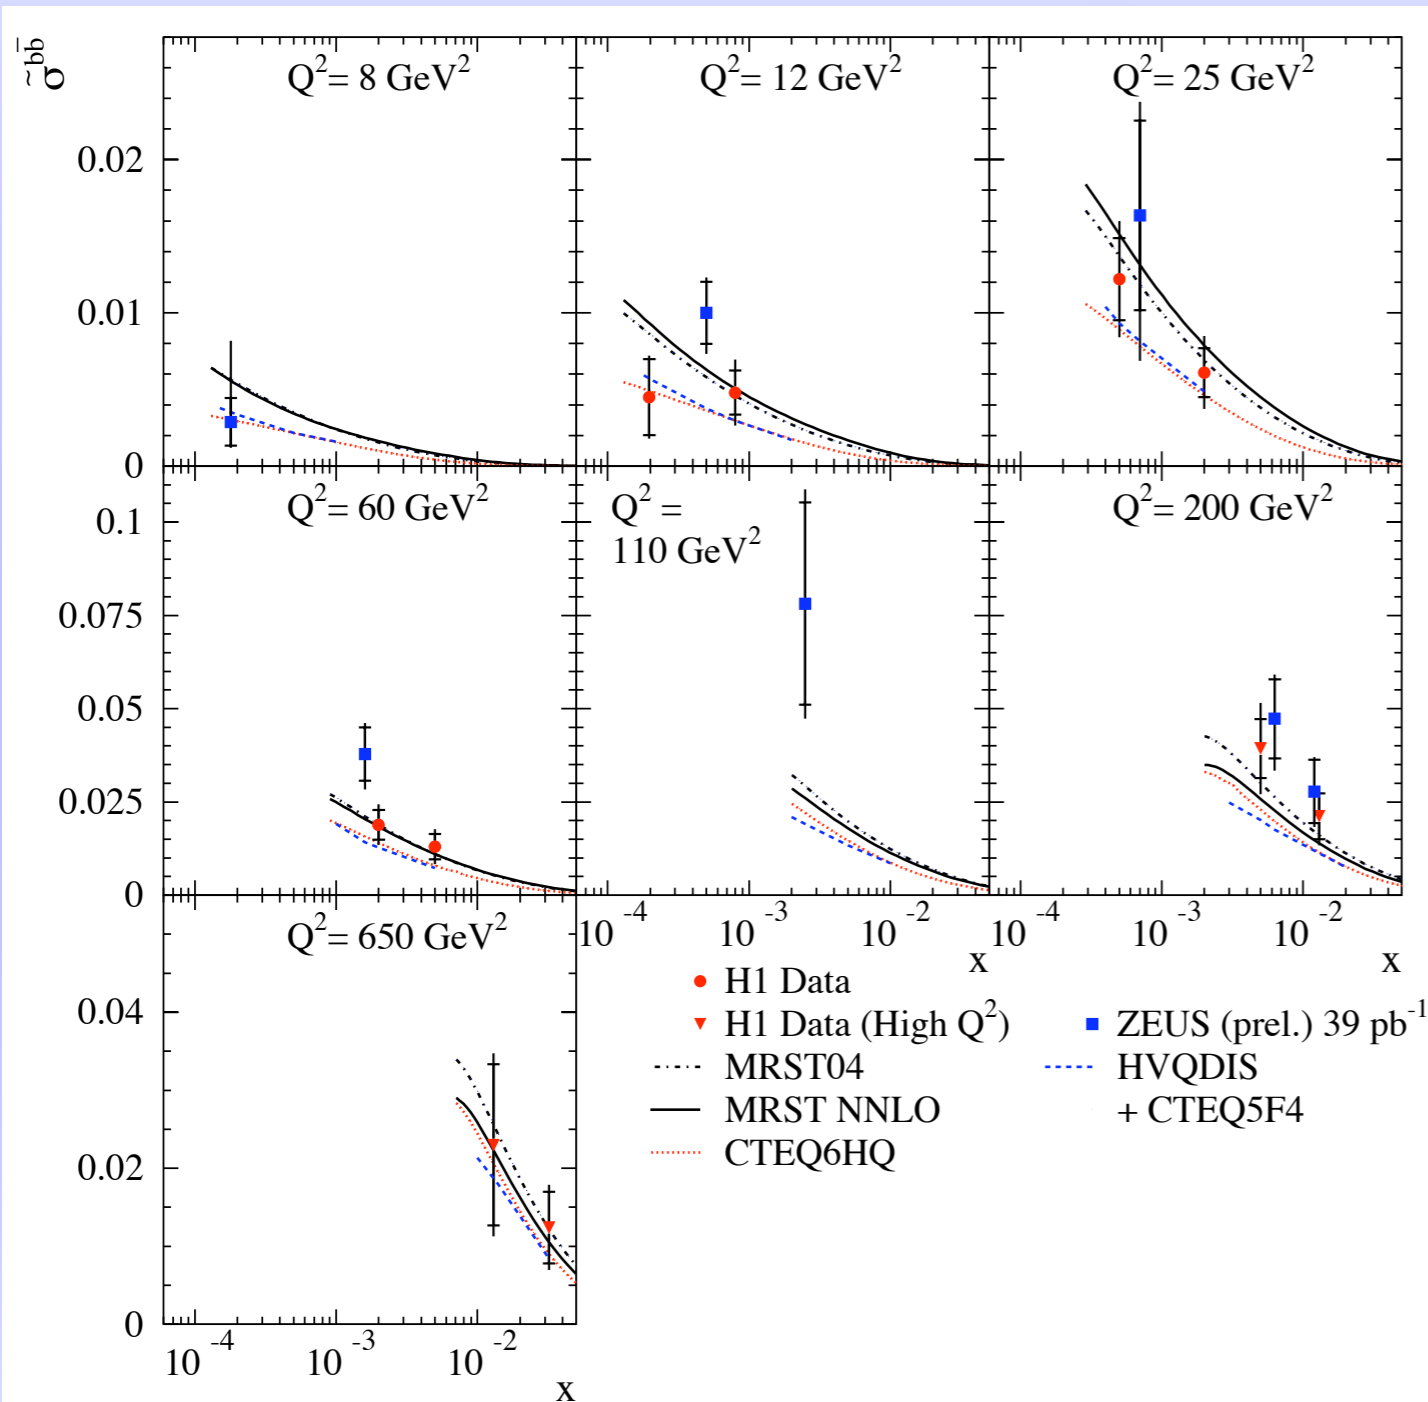 σ̃^bb̄
Q²= 8 GeV²
Q²= 12 GeV²
Q²= 25 GeV²
0.02
0.01
0
Q²= 60 GeV²
Q² =
110 GeV²
Q²= 200 GeV²
0.1
0.075
0.05
0.025
0
10⁻⁴ 10⁻³ 10⁻²
x
10⁻⁴ 10⁻³ 10⁻²
x
Q²= 650 GeV²
0.04
0.02
0
10⁻⁴ 10⁻³ 10⁻²
x
H1 Data
H1 Data (High Q²)
MRST04
MRST NNLO
CTEQ6HQ
ZEUS (prel.) 39 pb⁻¹
HVQDIS
+ CTEQ5F4